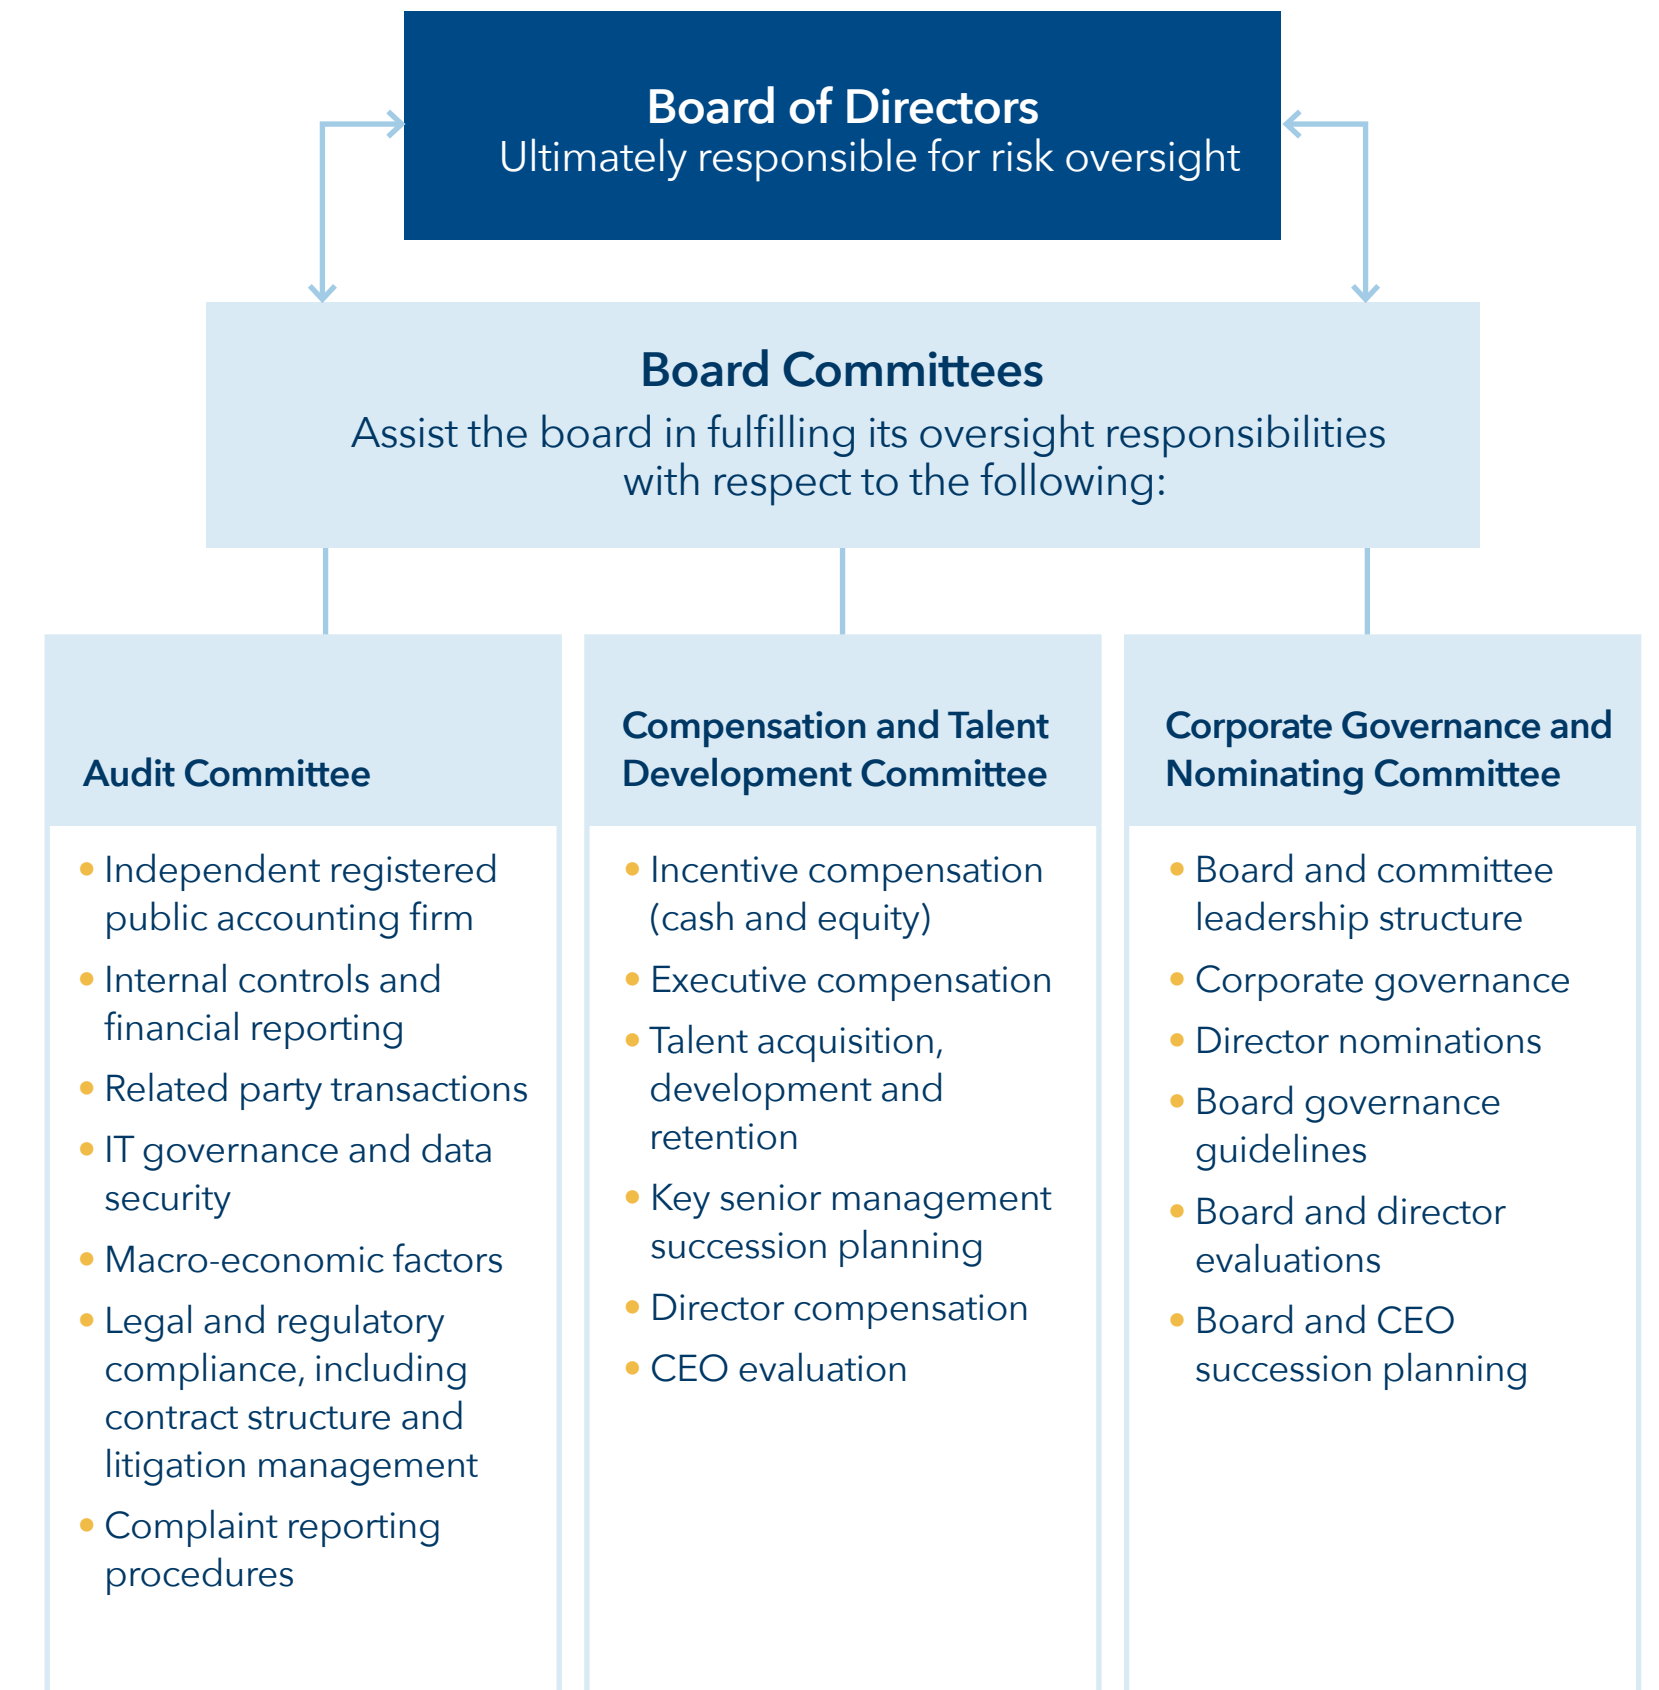 Board of Directors
Ultimately responsible for risk oversight
Board Committees
Assist the board in fulfilling its oversight responsibilities
with respect to the following:
Audit Committee
• Independent registered
public accounting firm
• Internal controls and
financial reporting
• Related party transactions
• IT governance and data
security
• Macro-economic factors
• Legal and regulatory
compliance, including
contract structure and
litigation management
• Complaint reporting
procedures
Compensation and Talent
Development Committee
• Incentive compensation
(cash and equity)
• Executive compensation
• Talent acquisition,
development and
retention
• Key senior management
succession planning
• Director compensation
• CEO evaluation
Corporate Governance and
Nominating Committee
• Board and committee
leadership structure
• Corporate governance
• Director nominations
• Board governance
guidelines
• Board and director
evaluations
• Board and CEO
succession planning